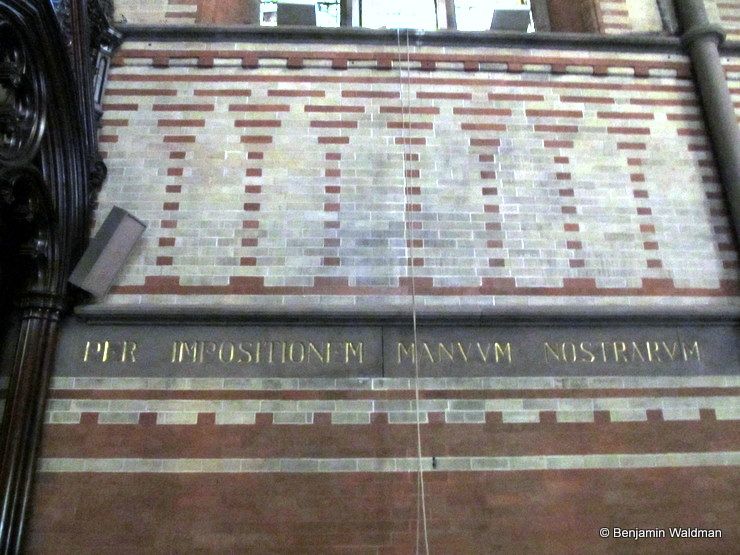 PER IMPOSITIONEM MANVVM NOSTRARVM
© Benjamin Waldman